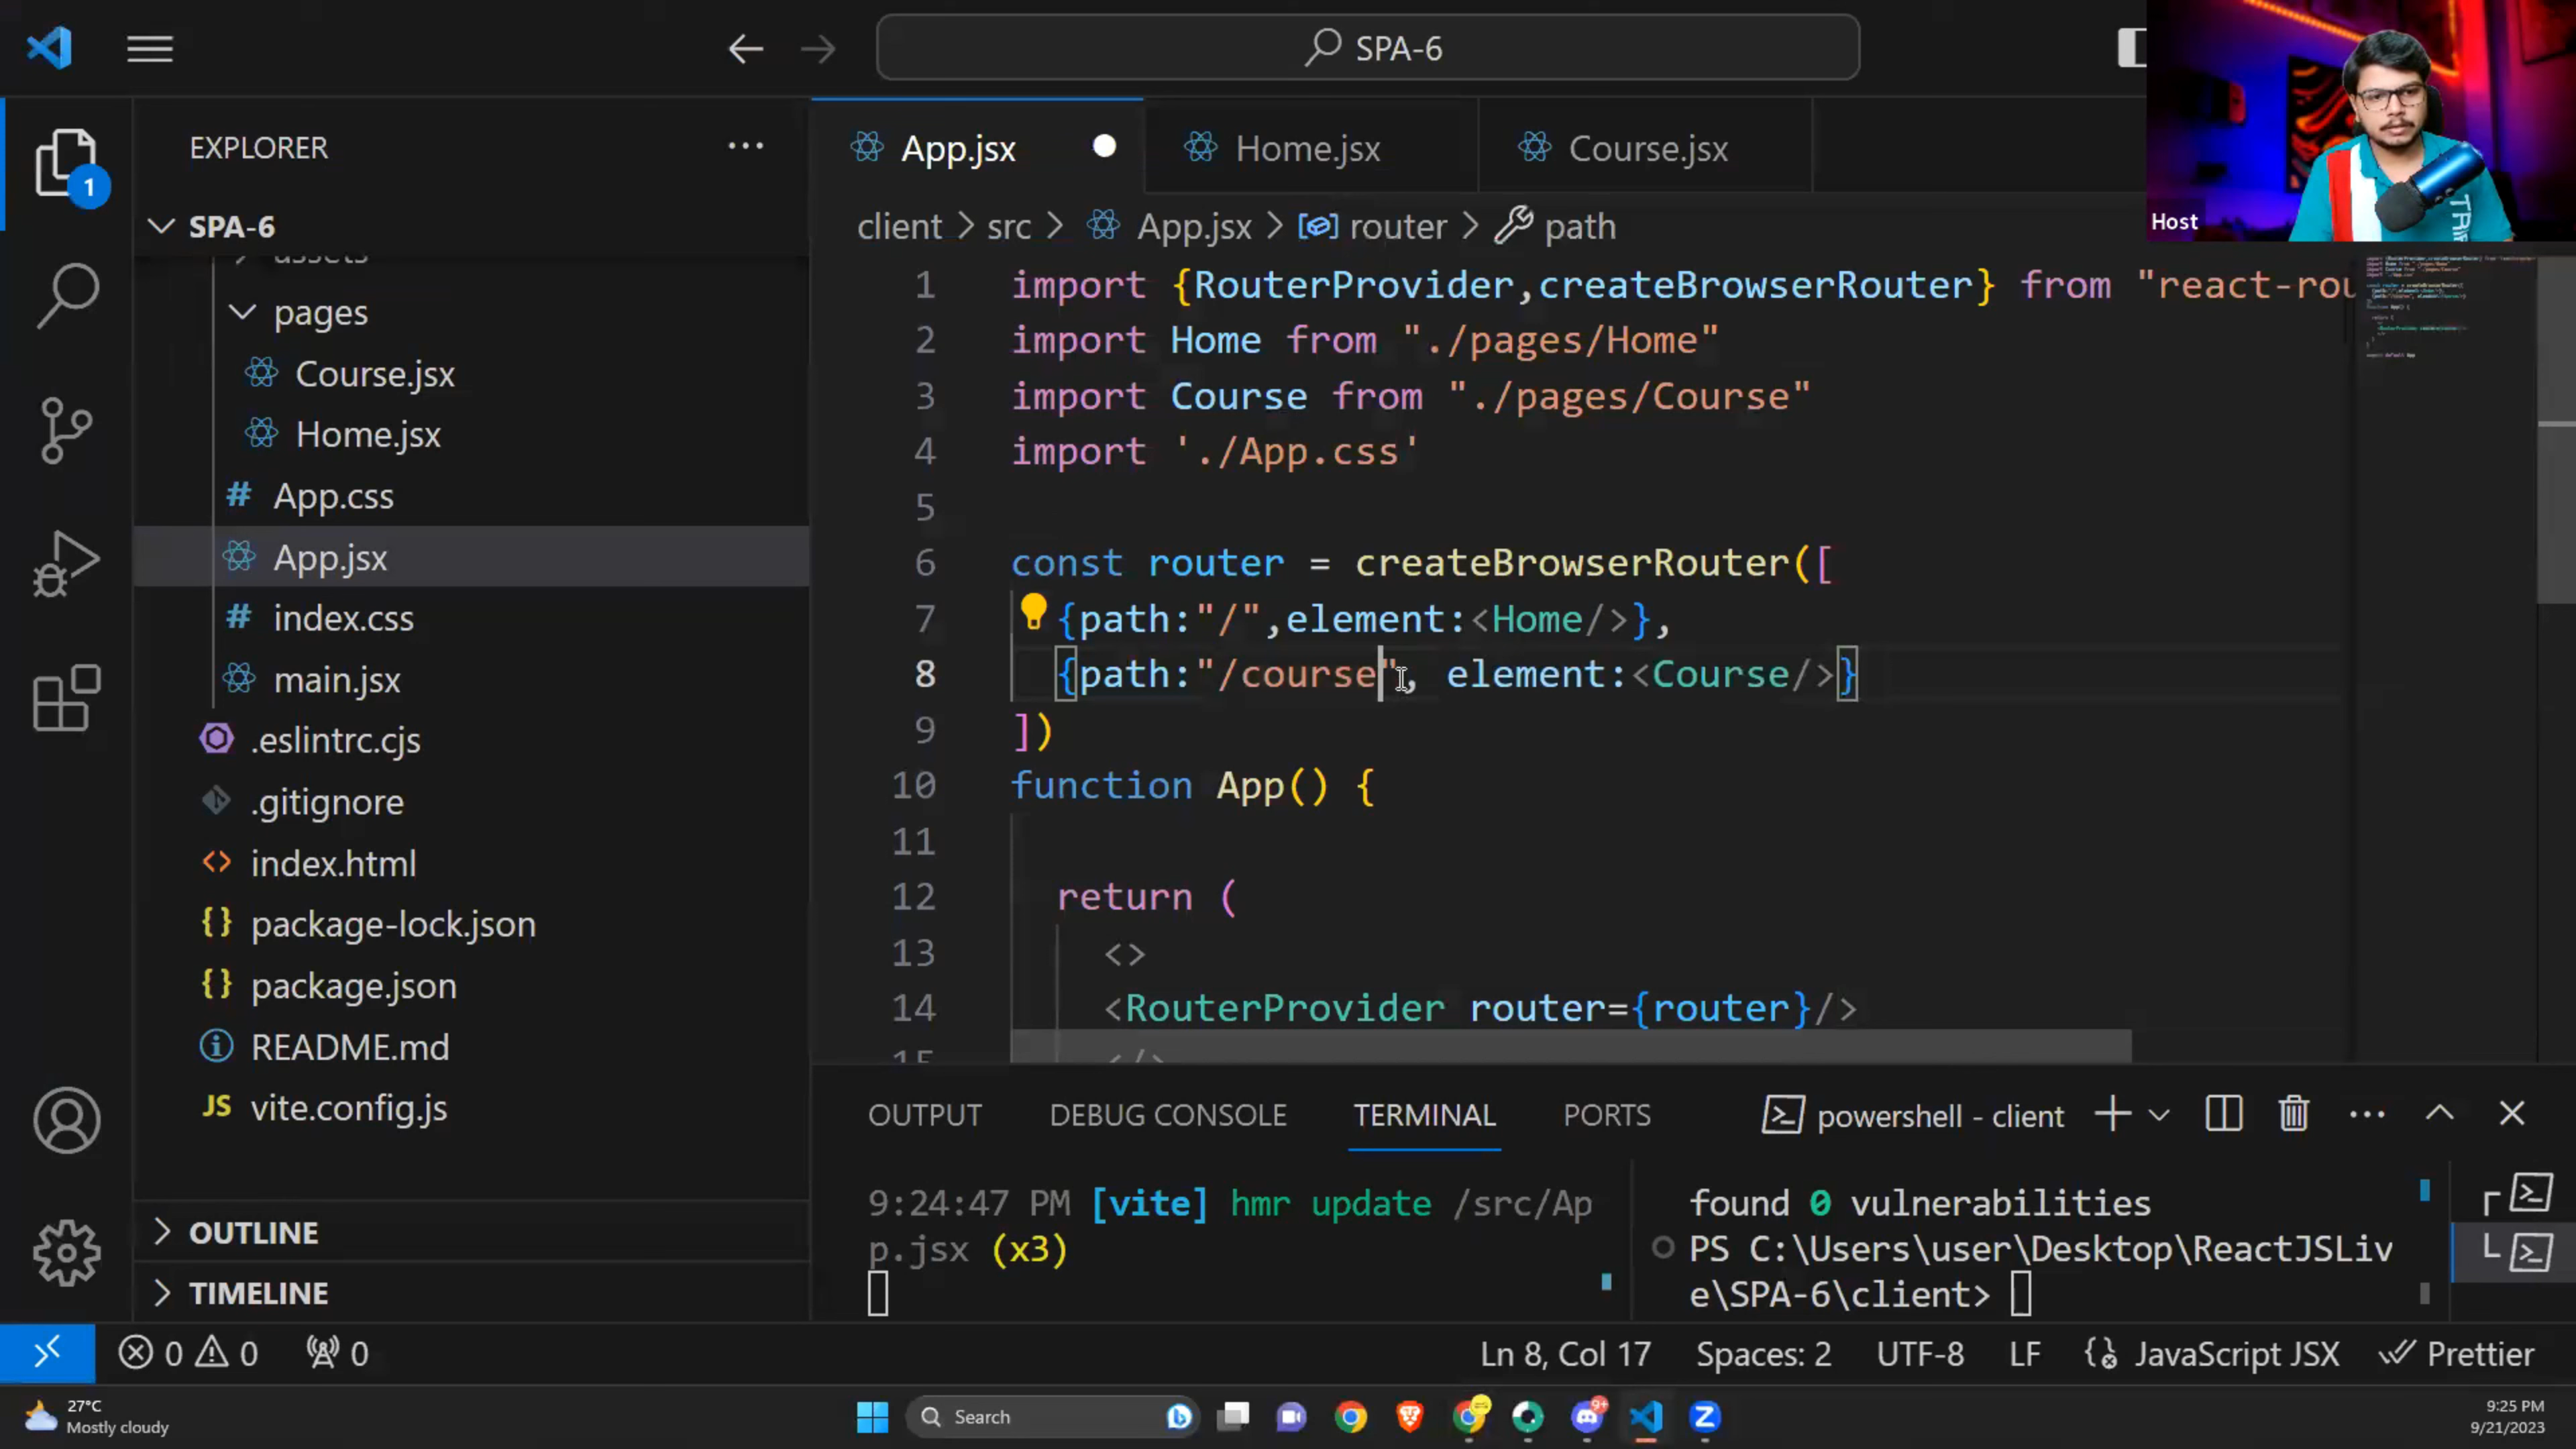 SPA-6
Host
EXPLORER
...
SPA-6
assets
pages
Course.jsx
Home.jsx
# App.css
App.jsx
# index.css
main.jsx
.eslintrc.cjs
.gitignore
<> index.html
{} package-lock.json
{} package.json
README.md
JS vite.config.js
OUTLINE
TIMELINE
1
App.jsx
Home.jsx
Course.jsx
client > src > App.jsx > router > path
1 import {RouterProvider,createBrowserRouter} from "react-rou
2 import Home from "./pages/Home"
3 import Course from "./pages/Course"
4 import './App.css'
5
6 const router = createBrowserRouter([
7 {path:"/",element:<Home/>},
8 {path:"/course", element:<Course/>}
9 ])
10 function App() {
11
12 return (
13 <>
14 <RouterProvider router={router}/>
15 </>
OUTPUT DEBUG CONSOLE TERMINAL PORTS
powershell - client
...
9:24:47 PM [vite] hmr update /src/Ap
p.jsx (x3)
found 0 vulnerabilities
PS C:\Users\user\Desktop\ReactJSLiv
e\SPA-6\client>
0 0 0
Ln 8, Col 17 Spaces: 2 UTF-8 LF JavaScript JSX Prettier
27°C
Mostly cloudy
Search
9+
9:25 PM
9/21/2023